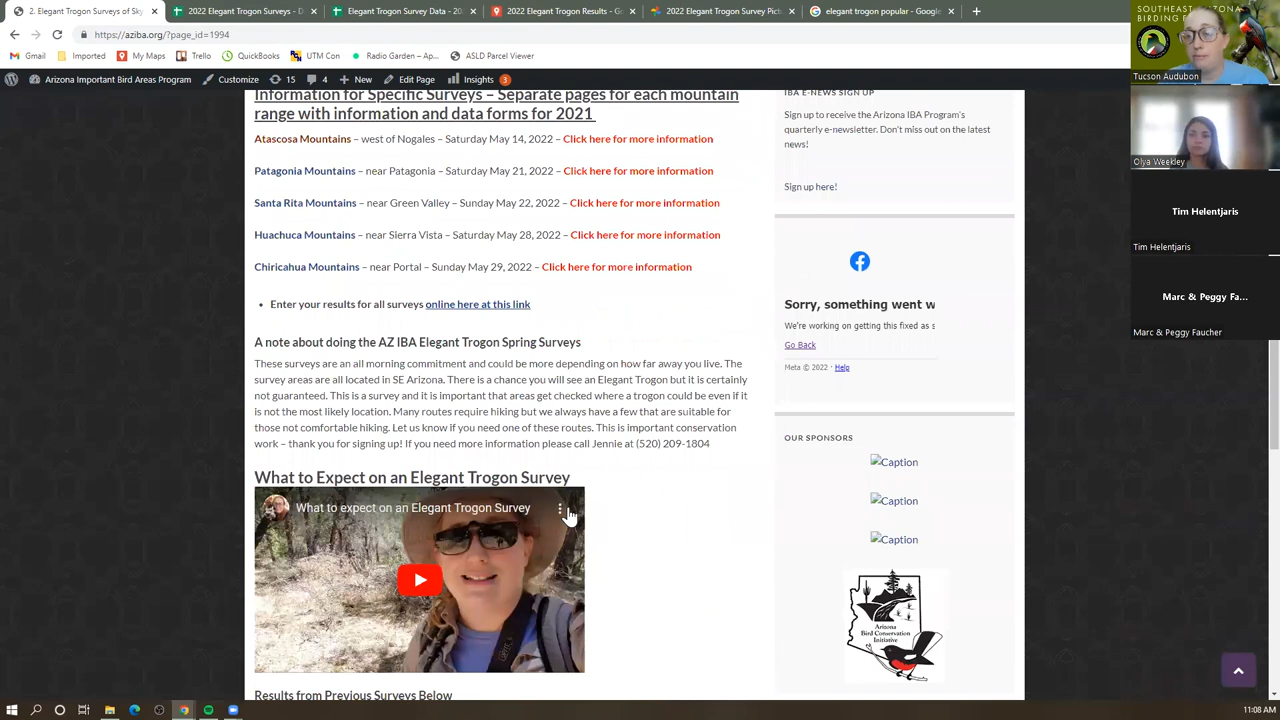 2. Elegant Trogon Surveys of Sky
2022 Elegant Trogon Surveys - D
Elegant Trogon Survey Data - 20
2022 Elegant Trogon Results - Go
2022 Elegant Trogon Survey Pict
elegant trogon popular - Google
https://aziba.org/?page_id=1994
Gmail
Imported
My Maps
Trello
QuickBooks
UTM Con
Radio Garden – Ap...
ASLD Parcel Viewer
Arizona Important Bird Areas Program
Customize
15
4
New
Edit Page
Insights
3
SOUTHEAST ARIZONA
Tucson Audubon
Olya Weekley
Tim Helentjaris
Tim Helentjaris
Marc & Peggy Fa...
Marc & Peggy Faucher
Information for Specific Surveys – Separate pages for each mountain
range with information and data forms for 2021
Atascosa Mountains – west of Nogales – Saturday May 14, 2022 – Click here for more information
Patagonia Mountains – near Patagonia – Saturday May 21, 2022 – Click here for more information
Santa Rita Mountains – near Green Valley – Sunday May 22, 2022 – Click here for more information
Huachuca Mountains – near Sierra Vista – Saturday May 28, 2022 – Click here for more information
Chiricahua Mountains – near Portal – Sunday May 29, 2022 – Click here for more information
• Enter your results for all surveys online here at this link
A note about doing the AZ IBA Elegant Trogon Spring Surveys
These surveys are an all morning commitment and could be more depending on how far away you live. The
survey areas are all located in SE Arizona. There is a chance you will see an Elegant Trogon but it is certainly
not guaranteed. This is a survey and it is important that areas get checked where a trogon could be even if it
is not the most likely location. Many routes require hiking but we always have a few that are suitable for
those not comfortable hiking. Let us know if you need one of these routes. This is important conservation
work – thank you for signing up! If you need more information please call Jennie at (520) 209-1804
What to Expect on an Elegant Trogon Survey
What to expect on an Elegant Trogon Survey
Results from Previous Surveys Below
IBA E-NEWS SIGN UP
Sign up to receive the Arizona IBA Program's
quarterly e-newsletter. Don't miss out on the latest
news!
Sign up here!
Sorry, something went w
We're working on getting this fixed as s
Go Back
Meta © 2022 · Help
OUR SPONSORS
Caption
Caption
Caption
Arizona
Bird Conservation
Initiative
11:08 AM